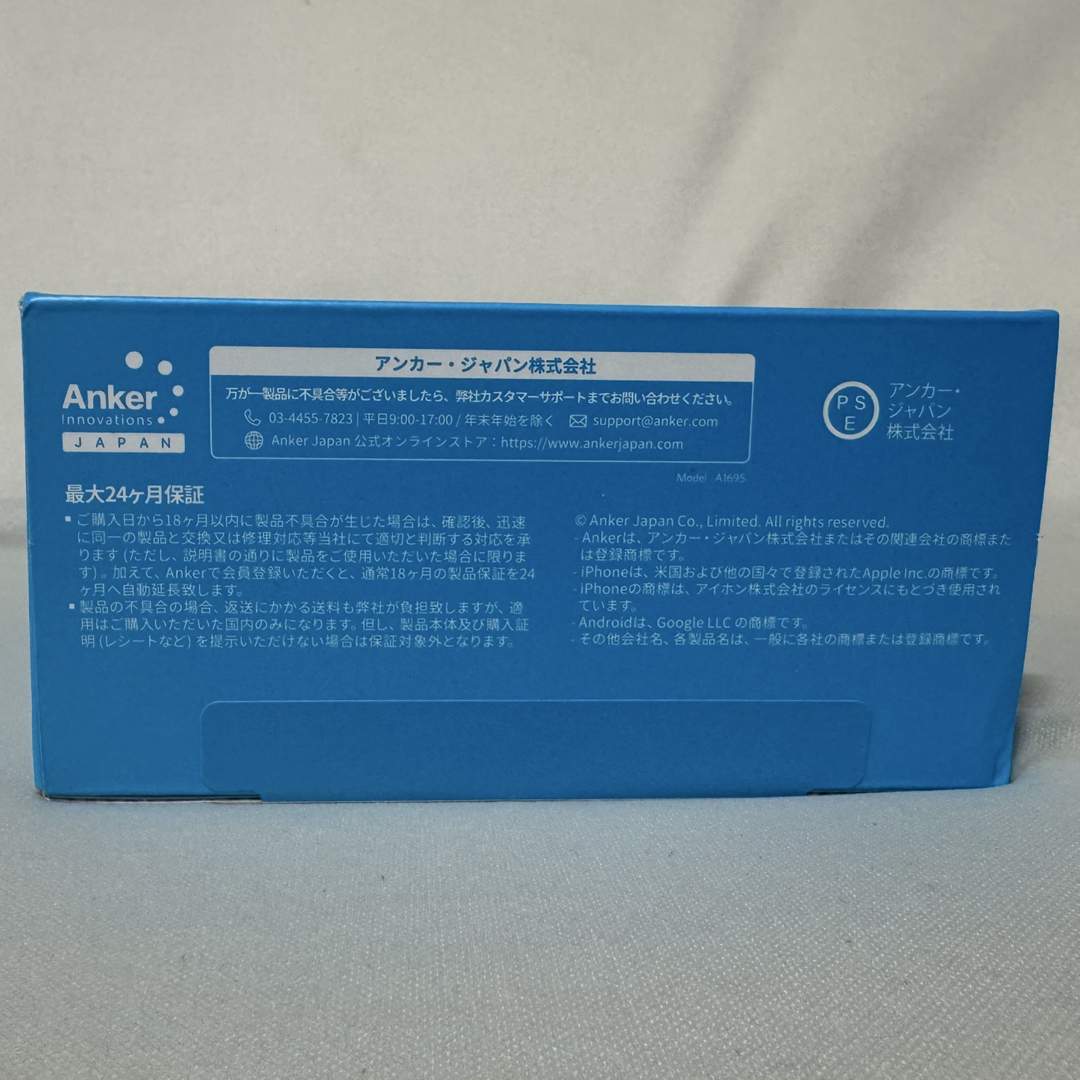 Anker
Innovations
JAPAN
アンカー・ジャパン株式会社
万が一製品に不具合等がございましたら、弊社カスタマーサポートまでお問い合わせください。
03-4455-7823 | 平日9:00-17:00 / 年末年始を除く support@anker.com
Anker Japan 公式オンラインストア：https://www.ankerjapan.com
P S
E
アンカー・
ジャパン
株式会社
Model A1695
最大24ヶ月保証
▪ご購入日から18ヶ月以内に製品不具合が生じた場合は、確認後、迅速
に同一の製品と交換又は修理対応等当社にて適切と判断する対応を承
ります (ただし、説明書の通りに製品をご使用いただいた場合に限りま
す) 。加えて、Ankerで会員登録いただくと、通常18ヶ月の製品保証を24
ヶ月へ自動延長致します。
▪製品の不具合の場合、返送にかかる送料も弊社が負担致しますが、適
用はご購入いただいた国内のみになります。但し、製品本体及び購入証
明 (レシートなど) を提示いただけない場合は保証対象外となります。
© Anker Japan Co., Limited. All rights reserved.
- Ankerは、アンカー・ジャパン株式会社またはその関連会社の商標また
は登録商標です。
- iPhoneは、米国および他の国々で登録されたApple Inc.の商標です。
- iPhoneの商標は、アイホン株式会社のライセンスにもとづき使用され
ています。
- Androidは、Google LLC の商標です。
- その他会社名、各製品名は、一般に各社の商標または登録商標です。